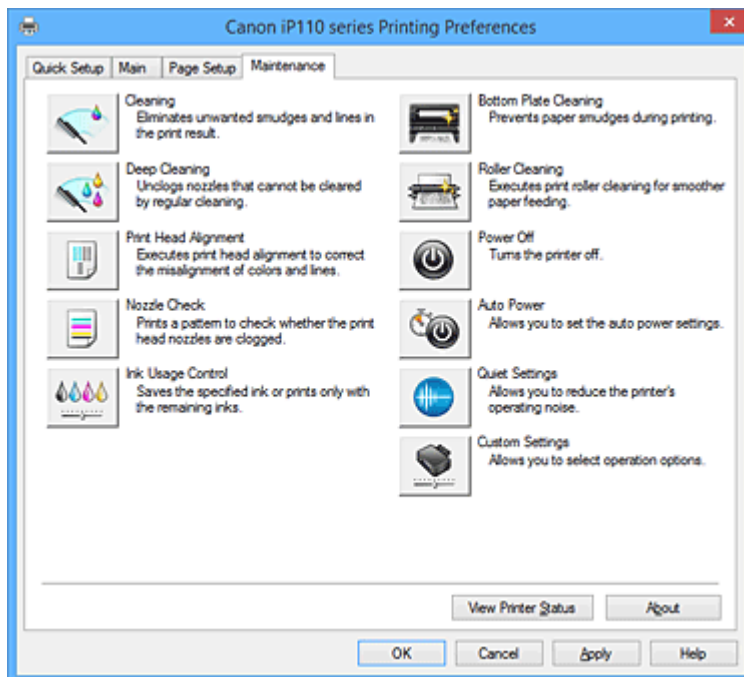 Canon iP110 series Printing Preferences
Quick Setup
Main
Page Setup
Maintenance
Cleaning
Eliminates unwanted smudges and lines in
the print result.
Deep Cleaning
Unclogs nozzles that cannot be cleared
by regular cleaning.
Print Head Alignment
Executes print head alignment to correct
the misalignment of colors and lines.
Nozzle Check
Prints a pattern to check whether the print
head nozzles are clogged.
Ink Usage Control
Saves the specified ink or prints only with
the remaining inks.
Bottom Plate Cleaning
Prevents paper smudges during printing.
Roller Cleaning
Executes print roller cleaning for smoother
paper feeding.
Power Off
Turns the printer off.
Auto Power
Allows you to set the auto power settings.
Quiet Settings
Allows you to reduce the printer's
operating noise.
Custom Settings
Allows you to select operation options.
View Printer Status
About
OK
Cancel
Apply
Help